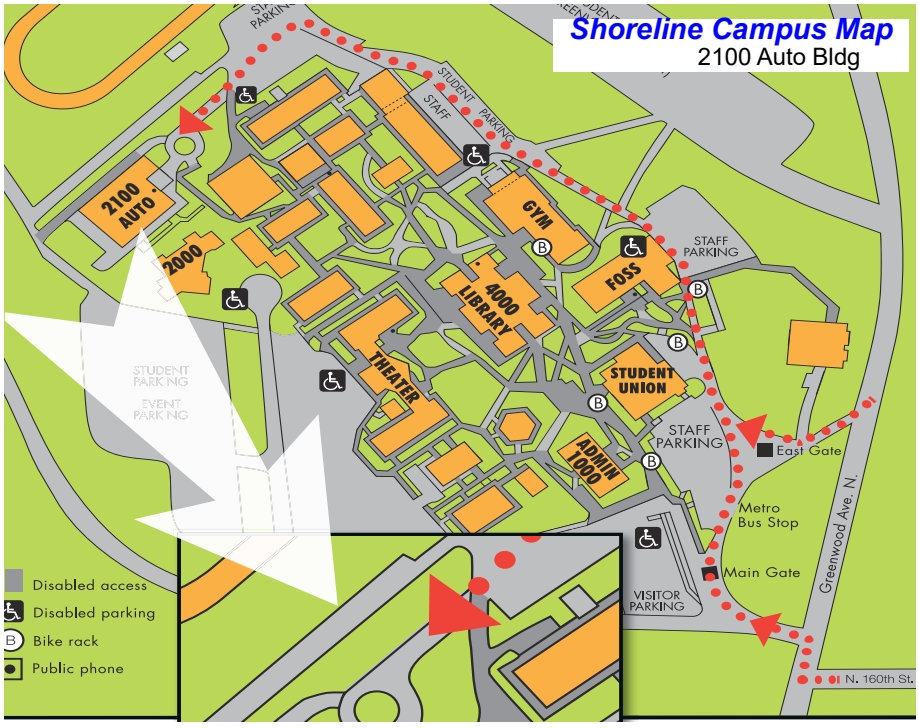 Shoreline Campus Map
2100 Auto Bldg
PARKING
STUDENT
PARKING
STAFF
2100
AUTO
2000
GYM
FOSS
STAFF
PARKING
4000
LIBRARY
THEATER
STUDENT
UNION
STUDENT
PARKING
EVENT
PARKING
STAFF
PARKING
ADMIN
1000
East Gate
Metro
Bus Stop
Greenwood Ave. N.
Main Gate
VISITOR
PARKING
N. 160th St.
B
B
B
B
B
Disabled access
Disabled parking
B Bike rack
Public phone